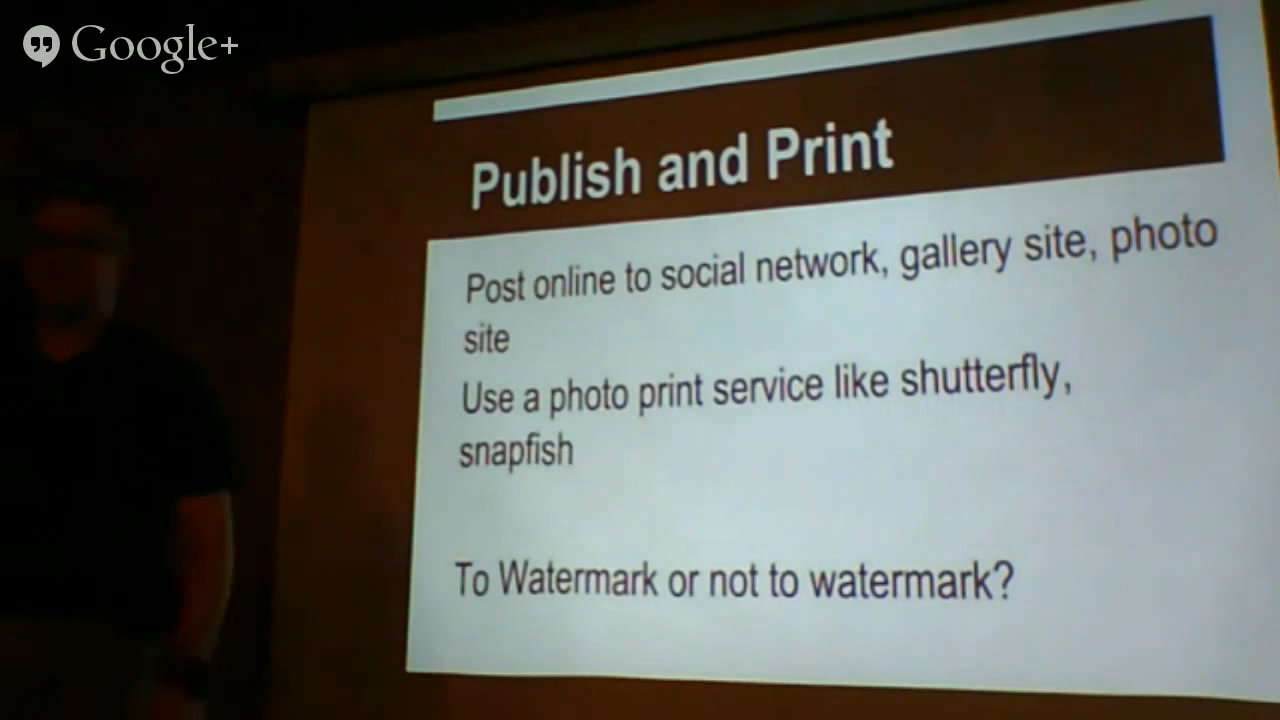 Google+
Publish and Print
Post online to social network, gallery site, photo
site
Use a photo print service like shutterfly,
snapfish
To Watermark or not to watermark?